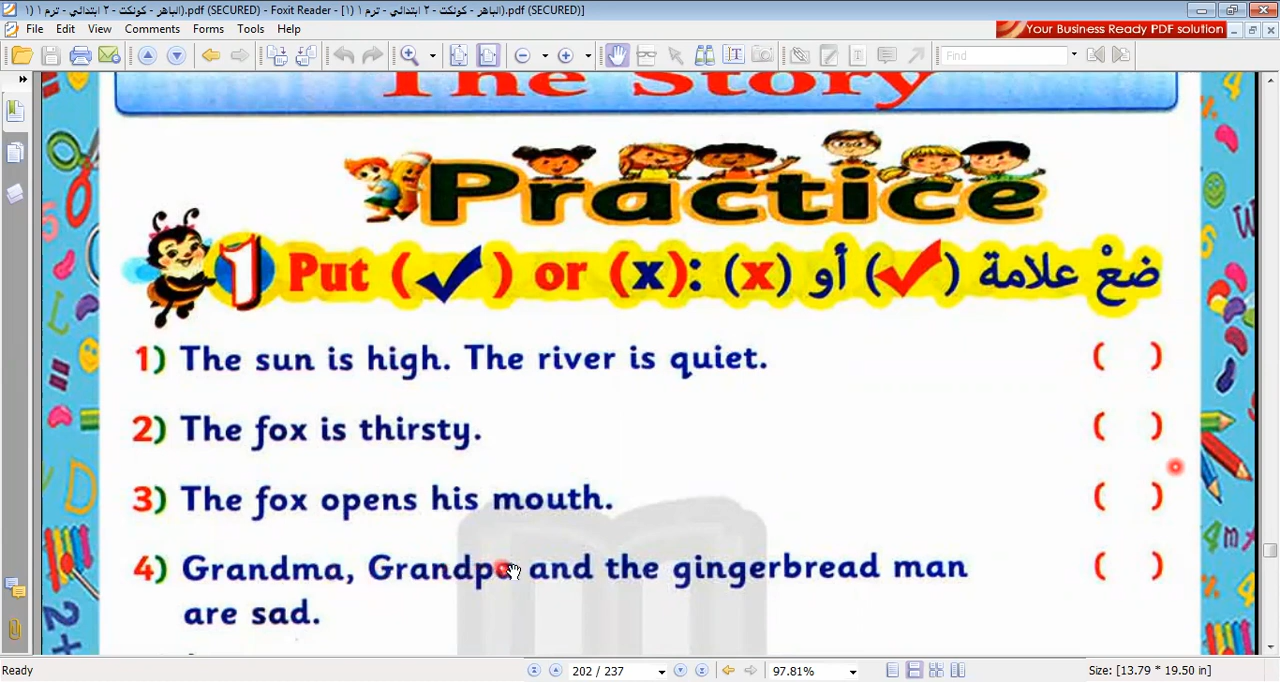 الباهر - كونكت - ٢ ابتدائي - ترم ١ (١).pdf (SECURED) - Foxit Reader - [الباهر - كونكت - ٢ ابتدائي - ترم ١ (١).pdf (SECURED)]
File Edit View Comments Forms Tools Help
Your Business Ready PDF solution
Find
The Story
Practice
1 Put (✓) or (x): ضعْ علامة (✓) أو (x)
1) The sun is high. The river is quiet. ( )
2) The fox is thirsty. ( )
3) The fox opens his mouth. ( )
4) Grandma, Grandpa and the gingerbread man ( )
are sad.
Ready 202 / 237 97.81% Size: [13.79 * 19.50 in]